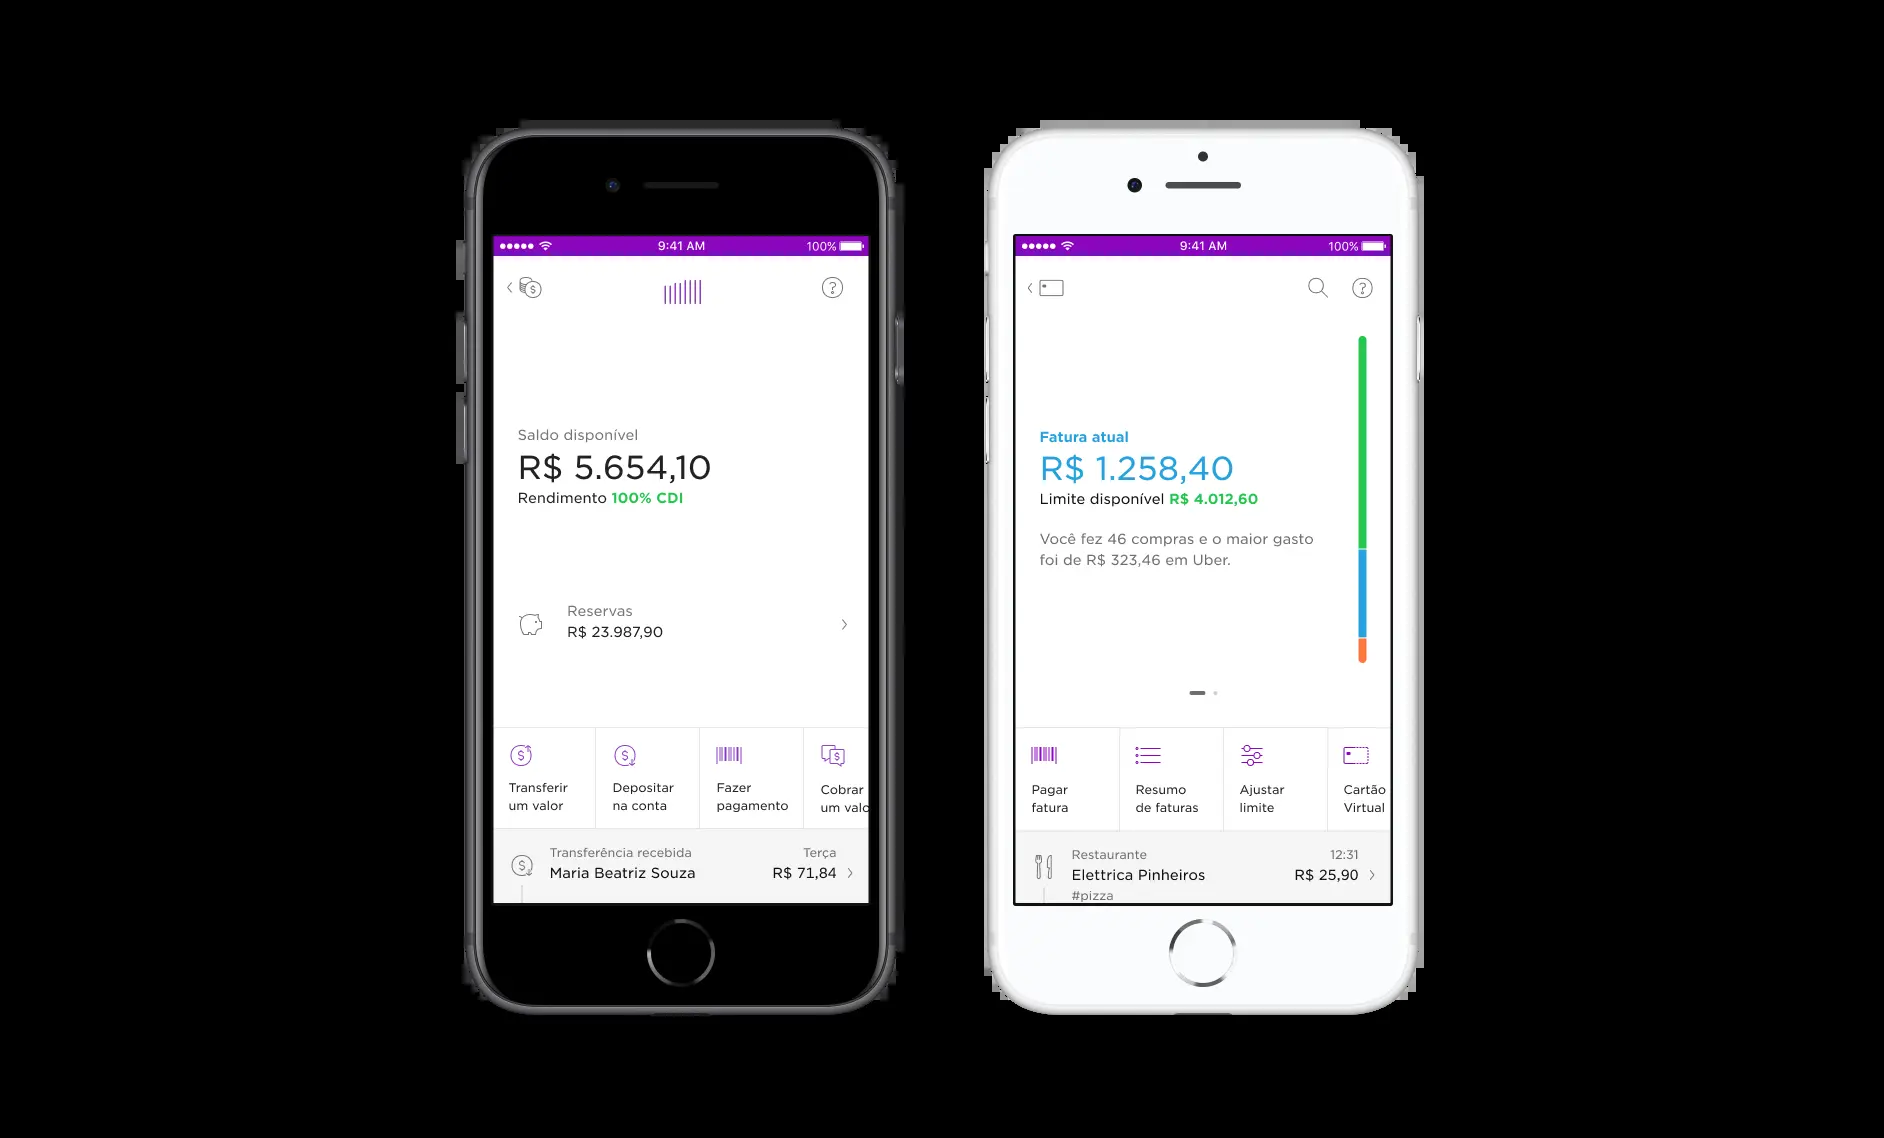 9:41 AM
100%
?
Saldo disponível
R$ 5.654,10
Rendimento 100% CDI
Reservas
R$ 23.987,90
$
Transferir
um valor
$
Depositar
na conta
Fazer
pagamento
$
Cobrar
um valo
$
Transferência recebida
Terça
Maria Beatriz Souza
R$ 71,84
9:41 AM
100%
?
Fatura atual
R$ 1.258,40
Limite disponível R$ 4.012,60
Você fez 46 compras e o maior gasto
foi de R$ 323,46 em Uber.
Pagar
fatura
Resumo
de faturas
Ajustar
limite
Cartão
Virtual
Restaurante
12:31
Elettrica Pinheiros
R$ 25,90
#pizza